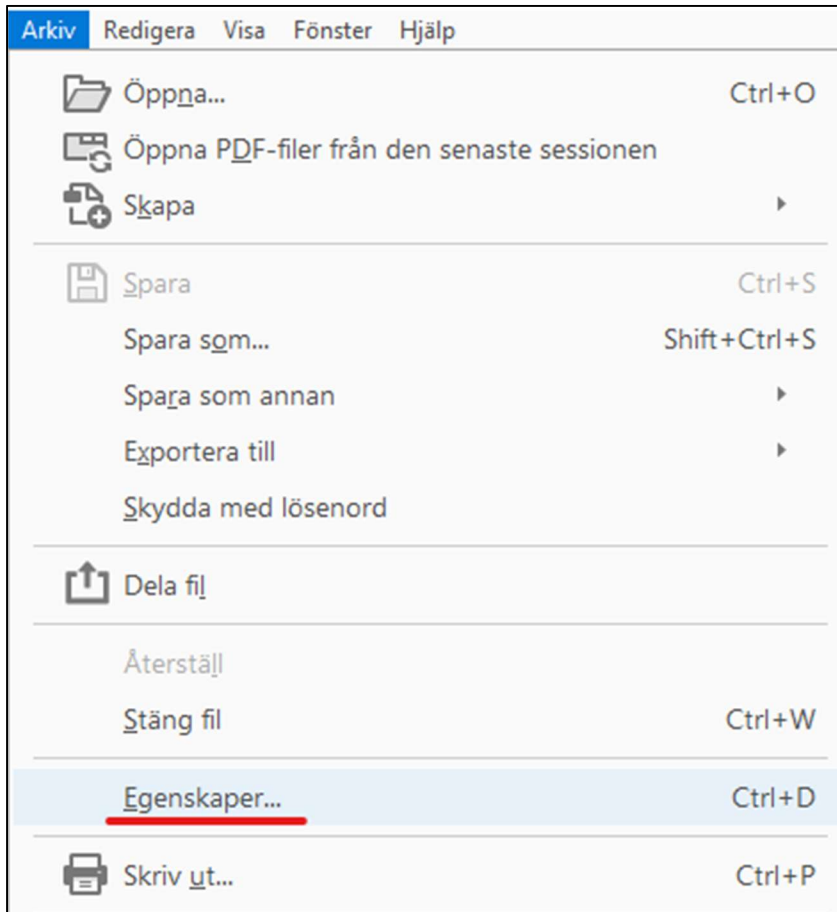 Arkiv Redigera Visa Fönster Hjälp
Öppna... Ctrl+O
Öppna PDF-filer från den senaste sessionen
Skapa
Spara Ctrl+S
Spara som... Shift+Ctrl+S
Spara som annan
Exportera till
Skydda med lösenord
Dela fil
Återställ
Stäng fil Ctrl+W
Egenskaper... Ctrl+D
Skriv ut... Ctrl+P